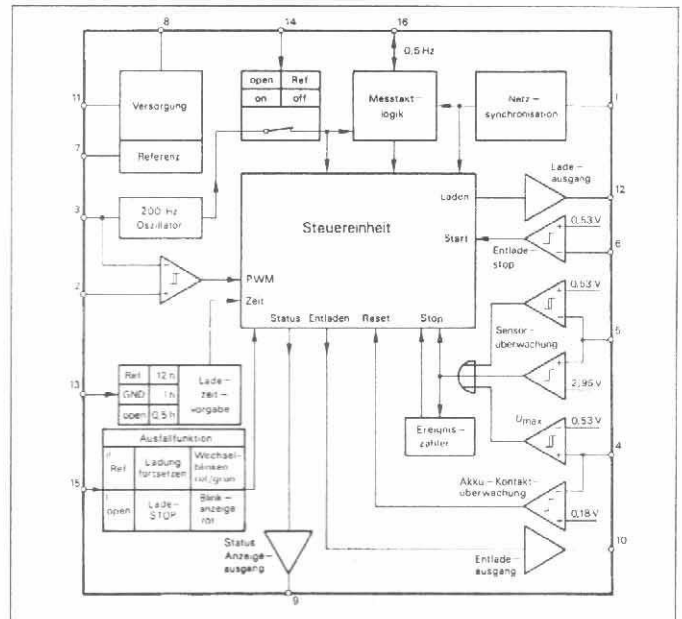 8
14
16
0,5 Hz
11
Versorgung
open
Ref
on
off
Messtakt-
logik
Netz-
synchronisation
1
7
Referenz
3
200 Hz
Oszillator
Laden
Lade-
ausgang
12
Steuereinheit
Start
0,53 V
6
Entlade-
stop
2
PWM
Zeit
Status
Entladen
Reset
Stop
0,53 V
Sensor-
überwachung
5
2,95 V
13
Ref
12 h
GND
1 h
open
0,5 h
Lade-
zeit-
vorgabe
Ereignis-
zähler
Umax
0,53 V
4
Ausfallfunktion
Ref
Ladung
fortsetzen
Wechsel-
blinken
rot/grün
15
open
Lade-
STOP
Blink-
anzeige
rot
Akku-Kontakt-
überwachung
0,18 V
Status
Anzeige-
ausgang
Entlade-
ausgang
10
9